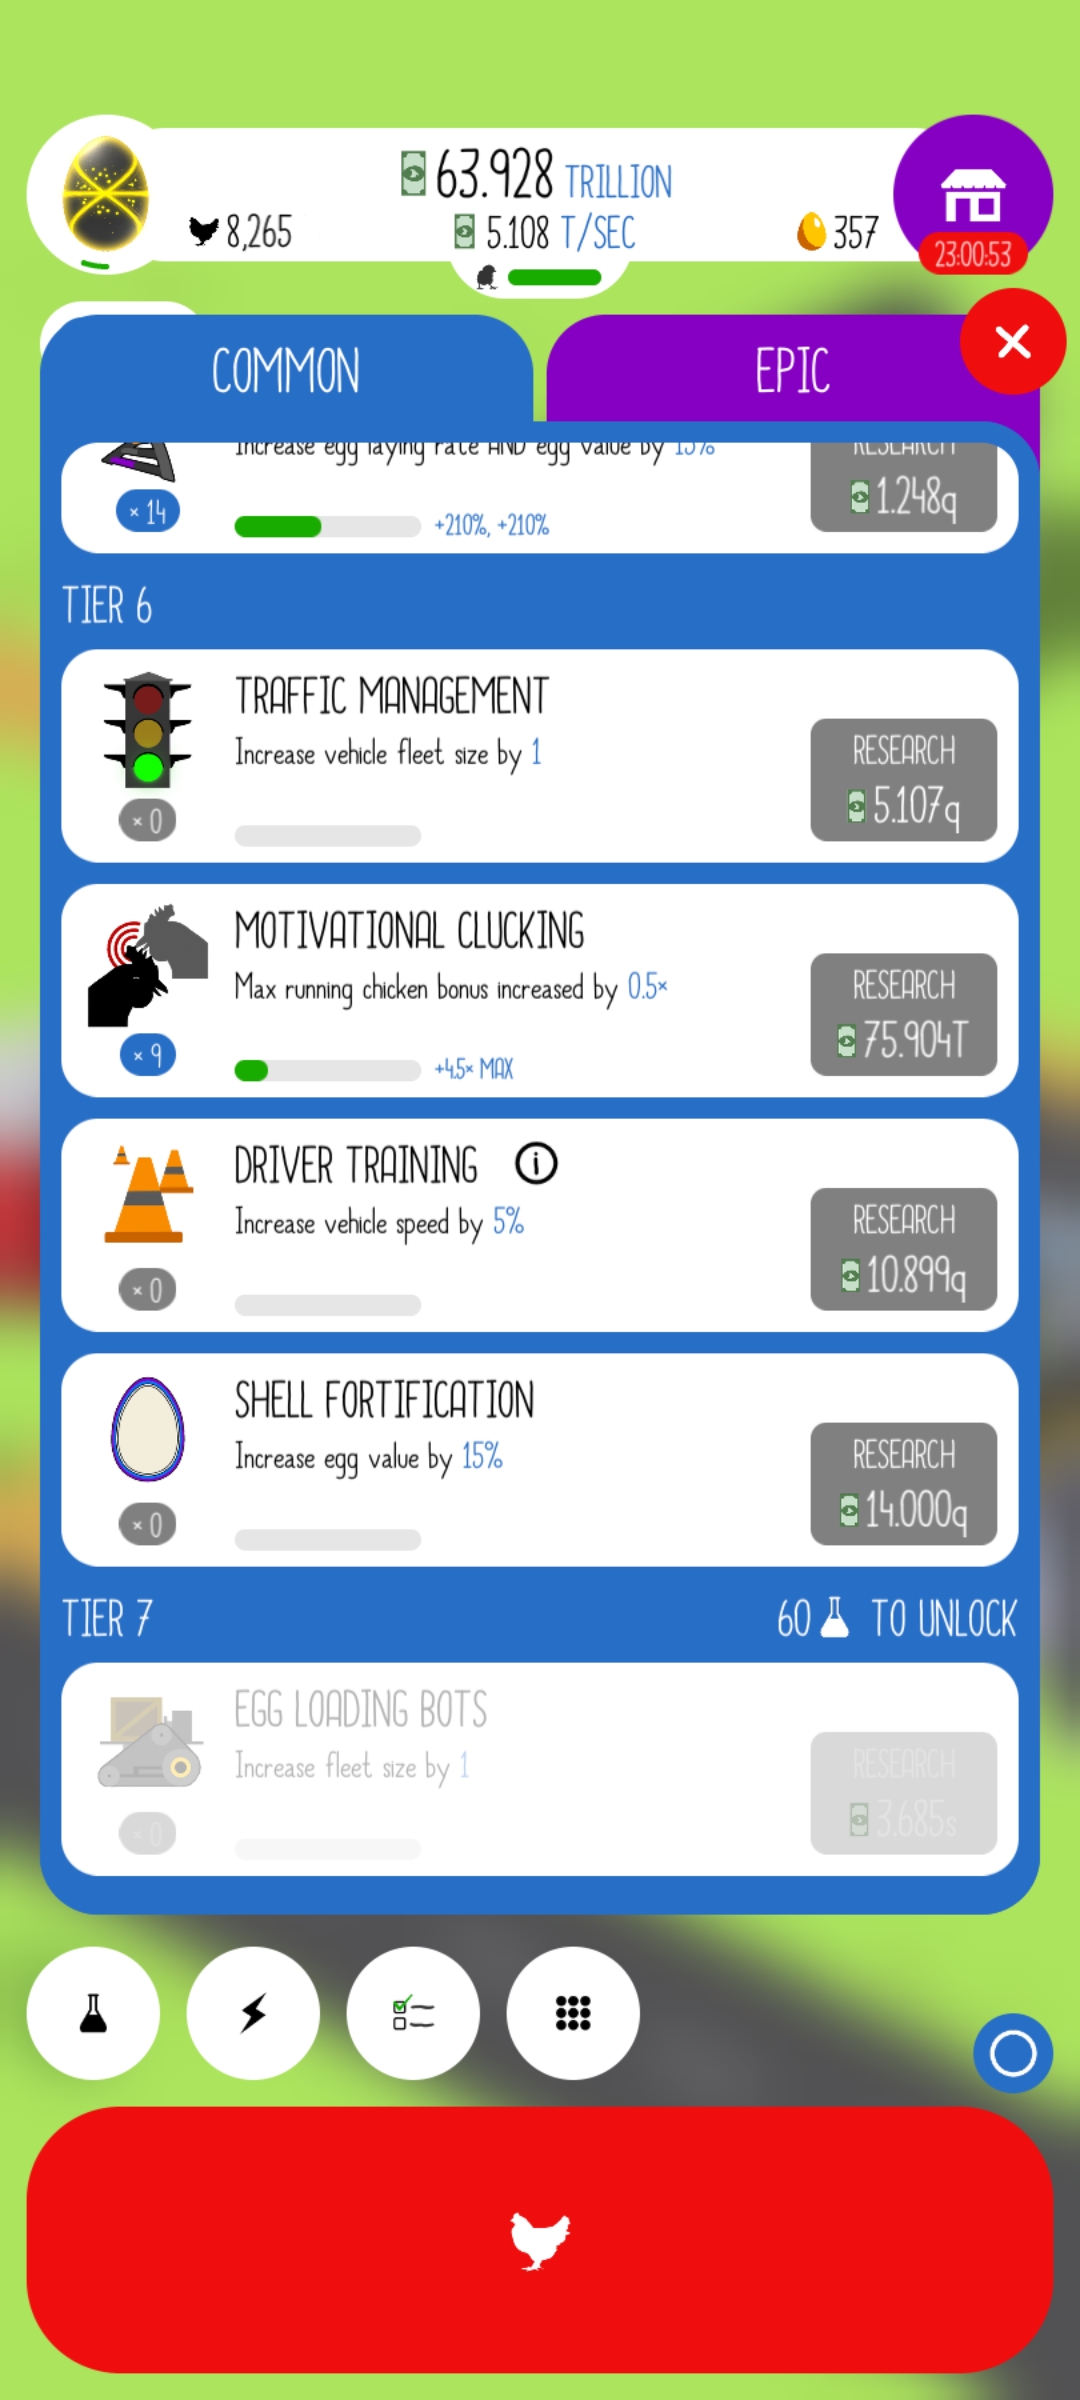 63.928 TRILLION
8,265
5.108 T/SEC
357
23:00:53
COMMON
EPIC
Increase egg laying rate AND egg value by 15%
RESEARCH
1.248q
× 14
+210%, +210%
TIER 6
TRAFFIC MANAGEMENT
Increase vehicle fleet size by 1
RESEARCH
5.107q
× 0
MOTIVATIONAL CLUCKING
Max running chicken bonus increased by 0.5×
RESEARCH
75.904T
× 9
+4.5× MAX
DRIVER TRAINING
Increase vehicle speed by 5%
RESEARCH
10.899q
× 0
SHELL FORTIFICATION
Increase egg value by 15%
RESEARCH
14.000q
× 0
TIER 7
60 TO UNLOCK
EGG LOADING BOTS
Increase fleet size by 1
RESEARCH
3.685s
× 0